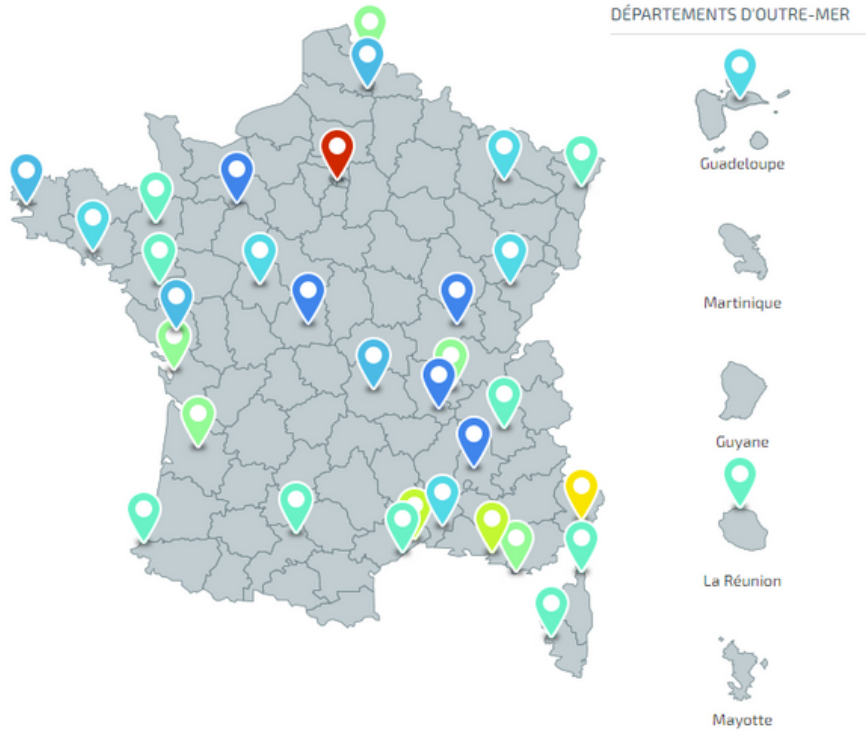 DÉPARTEMENTS D'OUTRE-MER
Guadeloupe
Martinique
Guyane
La Réunion
Mayotte